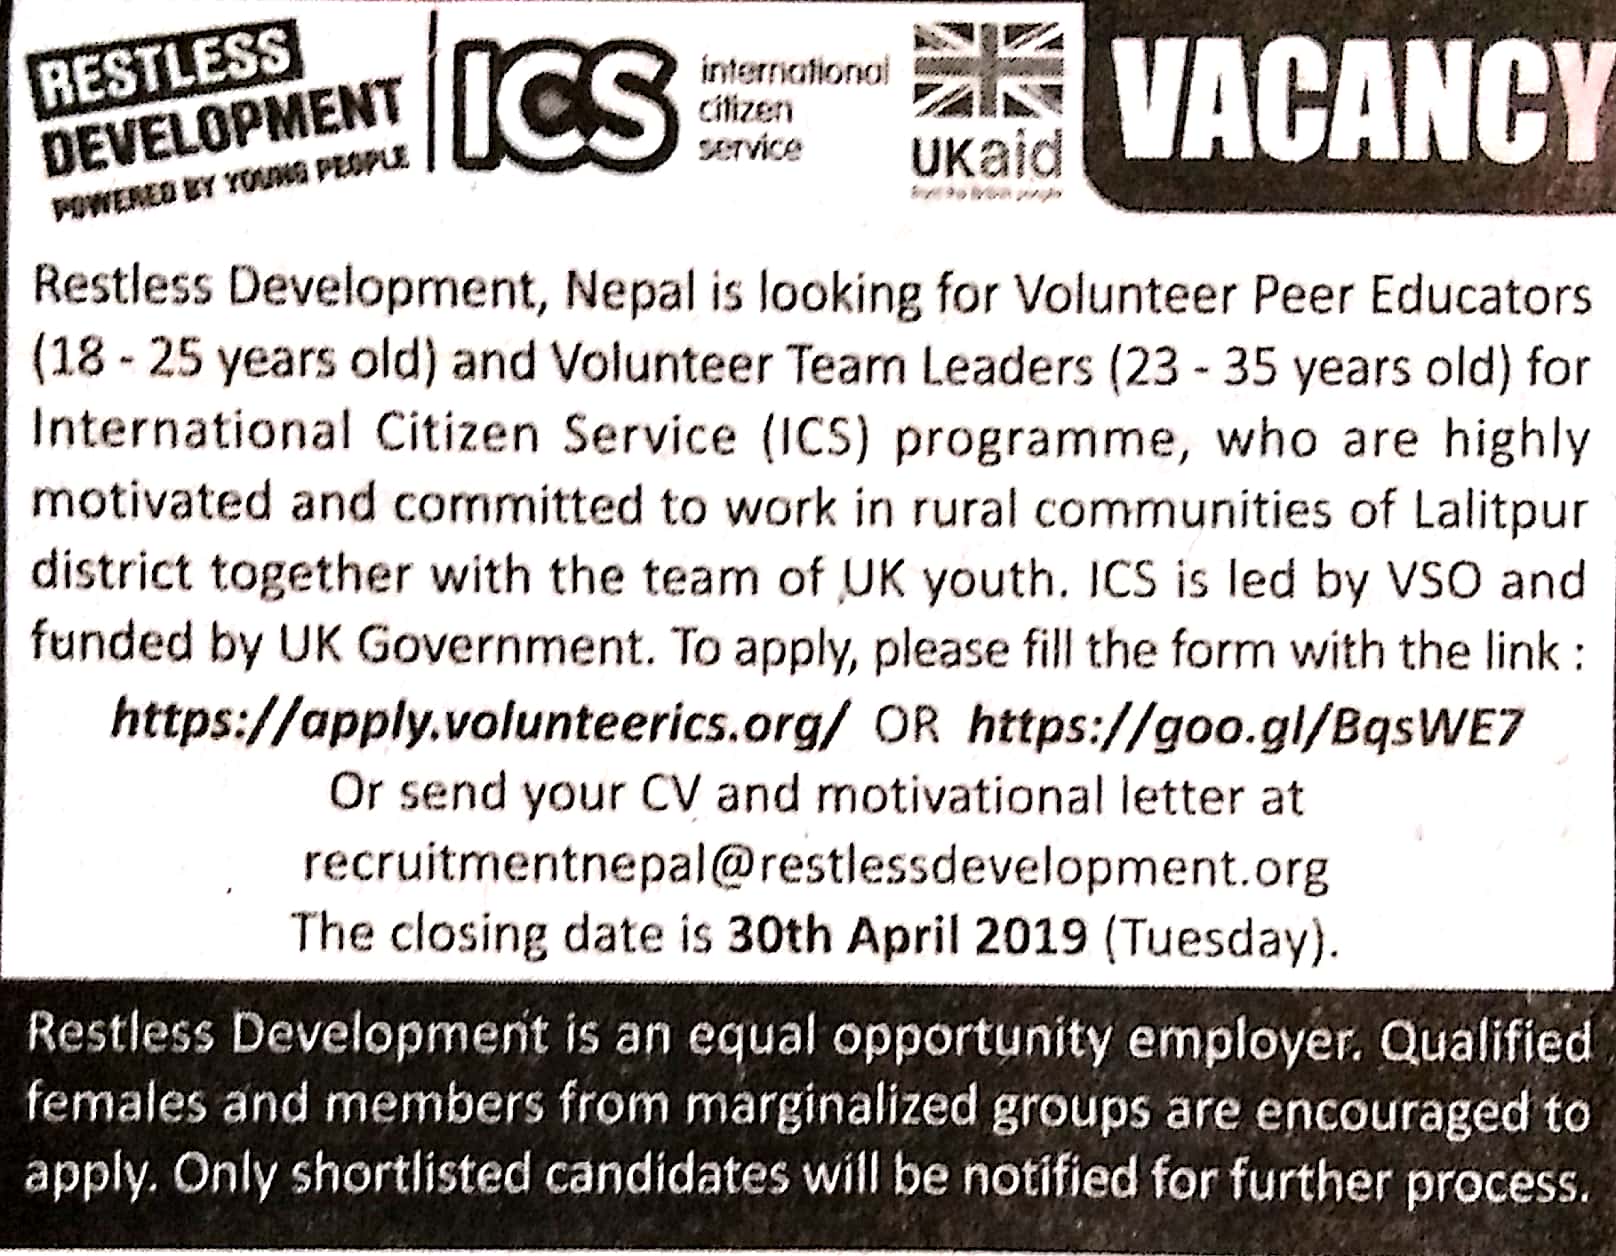 RESTLESS
DEVELOPMENT
POWERED BY YOUNG PEOPLE
ICS
international
citizen
service
UKaid
from the British people
VACANCY
Restless Development, Nepal is looking for Volunteer Peer Educators
(18 - 25 years old) and Volunteer Team Leaders (23 - 35 years old) for
International Citizen Service (ICS) programme, who are highly
motivated and committed to work in rural communities of Lalitpur
district together with the team of UK youth. ICS is led by VSO and
funded by UK Government. To apply, please fill the form with the link :
https://apply.volunteerics.org/ OR https://goo.gl/BqsWE7
Or send your CV and motivational letter at
recruitmentnepal@restlessdevelopment.org
The closing date is 30th April 2019 (Tuesday).
Restless Development is an equal opportunity employer. Qualified
females and members from marginalized groups are encouraged to
apply. Only shortlisted candidates will be notified for further process.